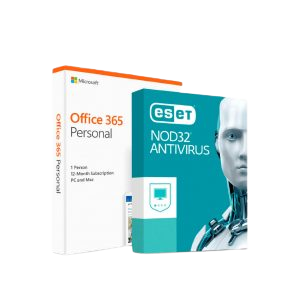 Microsoft
Office 365
Personal
1 Person
12-Month Subscription
PC and Mac
Office 365
Personal
eset
NOD32
ANTIVIRUS